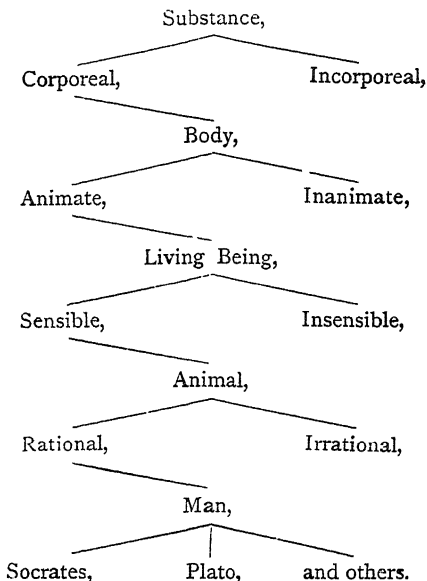 Substance,
Corporeal, Incorporeal,
Body,
Animate, Inanimate,
Living Being,
Sensible, Insensible,
Animal,
Rational, Irrational,
Man,
Socrates, Plato, and others.